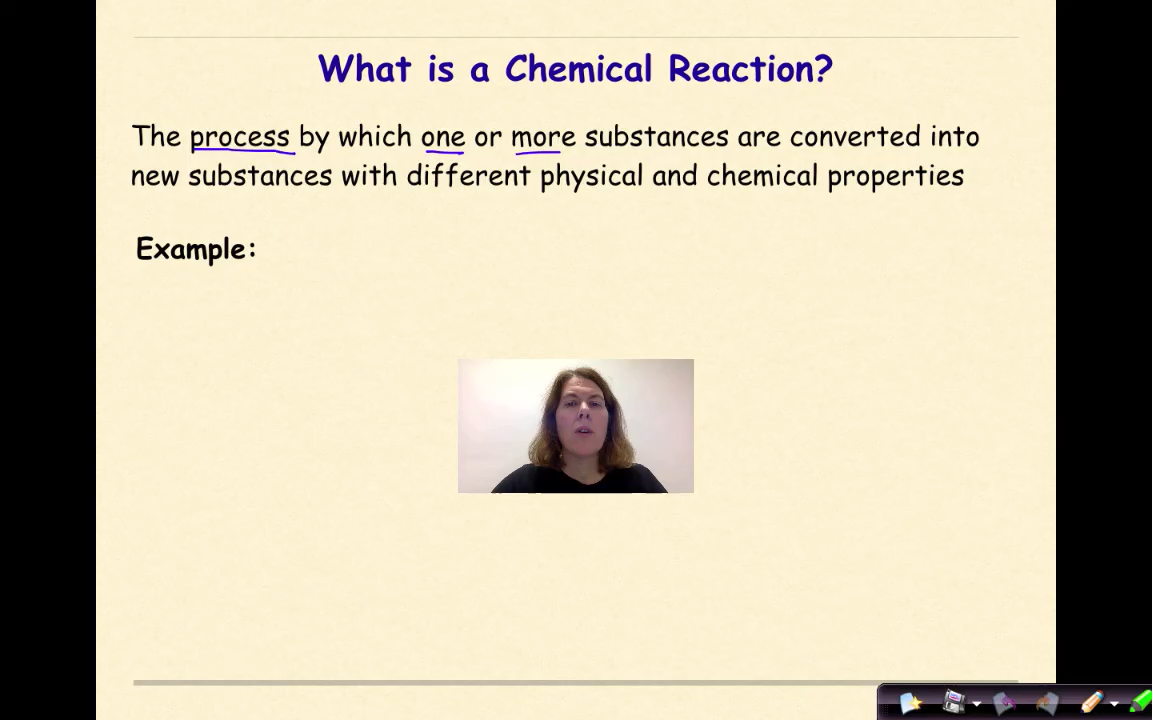 What is a Chemical Reaction?
The process by which one or more substances are converted into
new substances with different physical and chemical properties
Example: